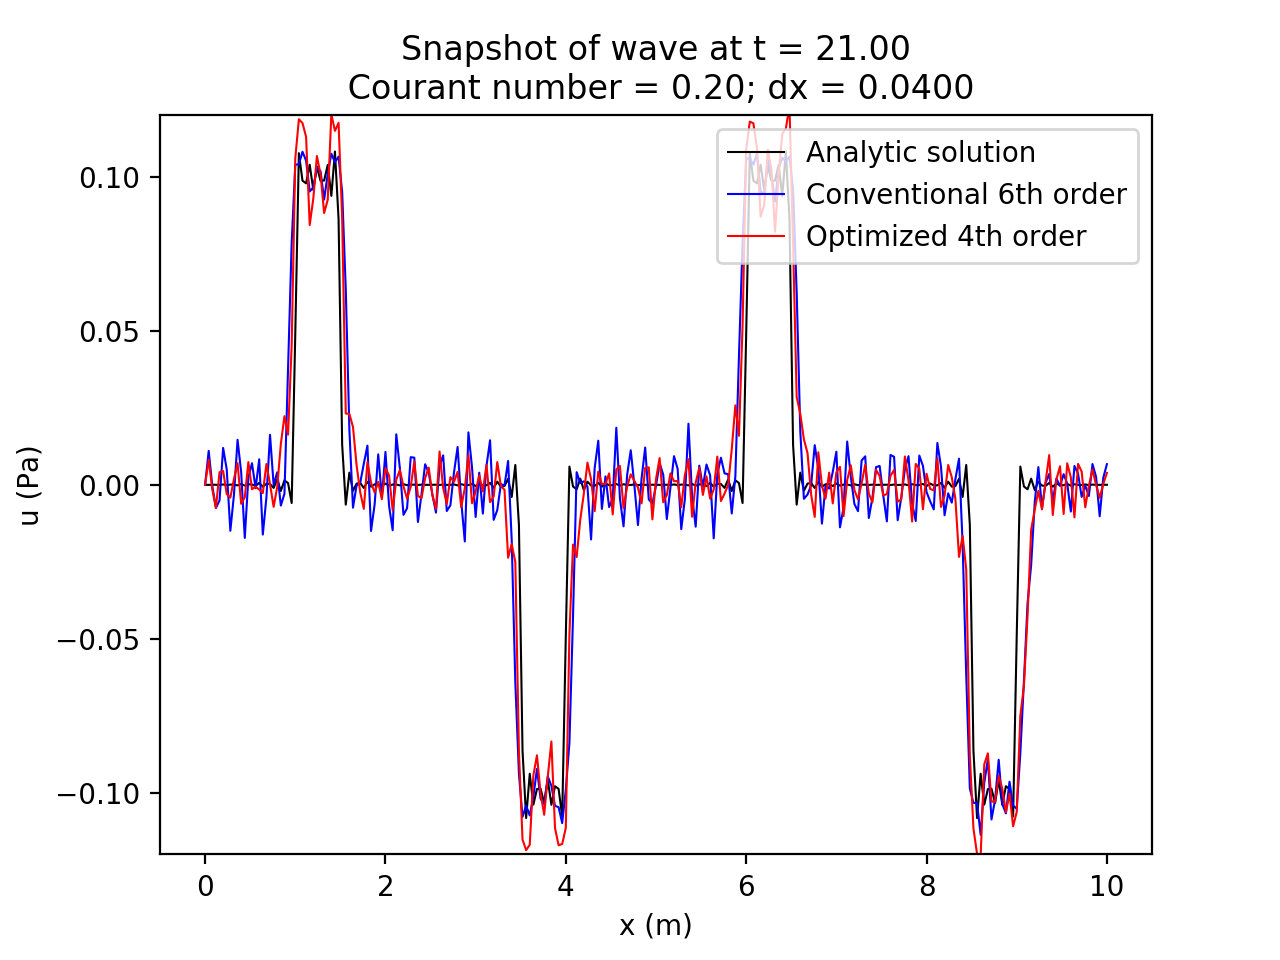 Snapshot of wave at t = 21.00
Courant number = 0.20; dx = 0.0400
Analytic solution
Conventional 6th order
Optimized 4th order
0.10
0.05
0.00
−0.05
−0.10
u (Pa)
0 2 4 6 8 10
x (m)